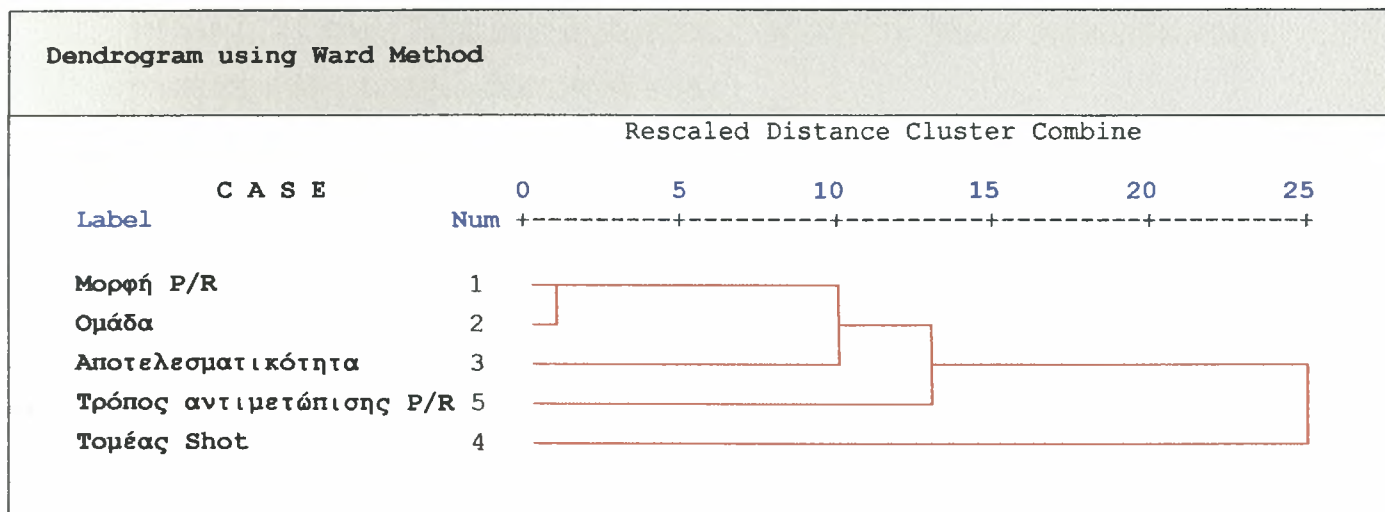 Dendrogram using Ward Method
Rescaled Distance Cluster Combine
C A S E 0 5 10 15 20 25
Label Num +---------+---------+---------+---------+---------+
Μορφή P/R 1
Ομάδα 2
Αποτελεσματικότητα 3
Τρόπος αντιμετώπισης P/R 5
Τομέας Shot 4